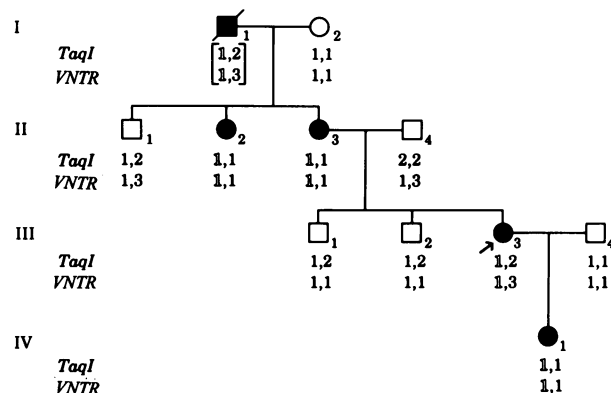 I 1 2
TaqI [1,2] 1,1
VNTR [1,3] 1,1
II 1 2 3 4
TaqI 1,2 1,1 1,1 2,2
VNTR 1,3 1,1 1,1 1,3
III 1 2 3 4
TaqI 1,2 1,2 1,2 1,1
VNTR 1,1 1,1 1,3 1,1
IV 1
TaqI 1,1
VNTR 1,1